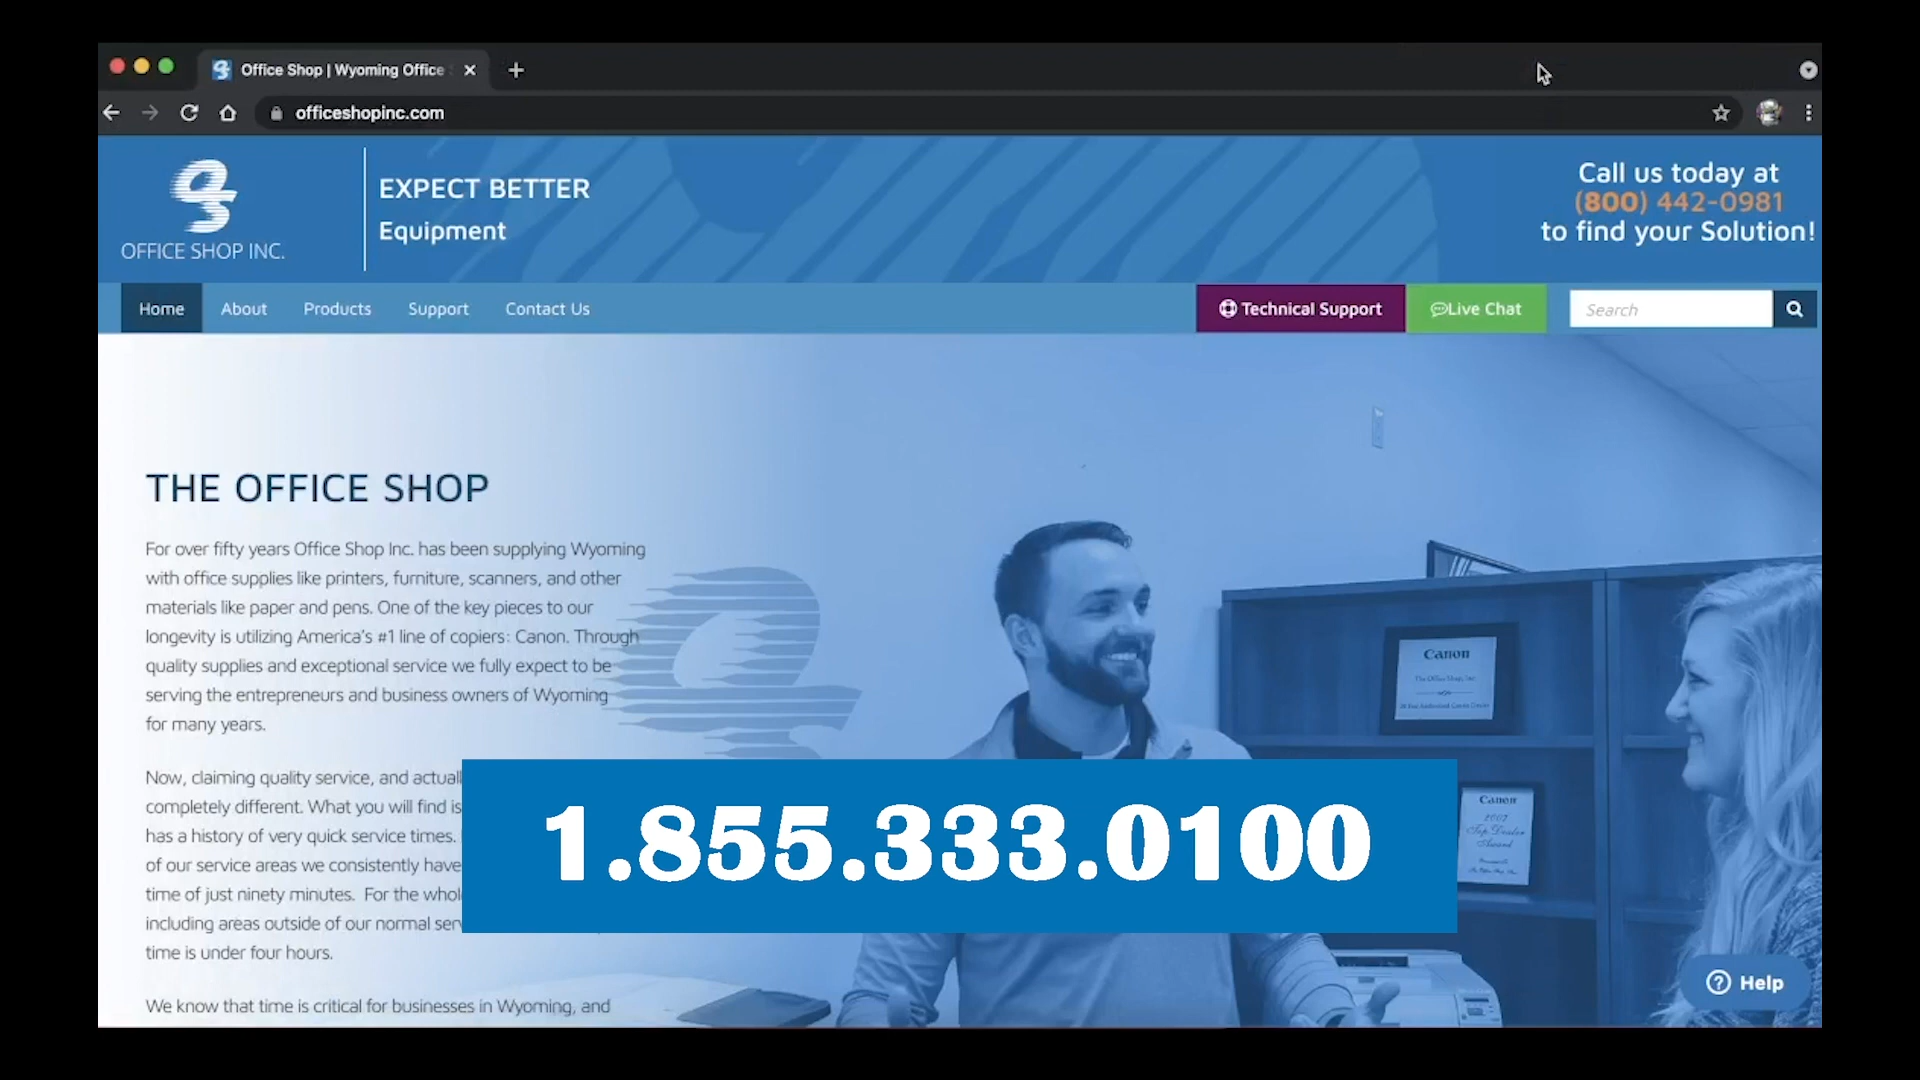 Office Shop | Wyoming Office
officeshopinc.com
OFFICE SHOP INC.
EXPECT BETTER
Equipment
Call us today at
(800) 442-0981
to find your Solution!
Home
About
Products
Support
Contact Us
Technical Support
Live Chat
Search
THE OFFICE SHOP
For over fifty years Office Shop Inc. has been supplying Wyoming
with office supplies like printers, furniture, scanners, and other
materials like paper and pens. One of the key pieces to our
longevity is utilizing America's #1 line of copiers: Canon. Through
quality supplies and exceptional service we fully expect to be
serving the entrepreneurs and business owners of Wyoming
for many years.
Now, claiming quality service, and
completely different. What you will find is
has a history of very quick service times.
of our service areas we consistently have
time of just ninety minutes. For the
including areas outside of our normal
time is under four hours.
We know that time is critical for businesses in Wyoming, and
1.855.333.0100
Canon
The Office Shop, Inc
Canon
2007
Top Dealer
Award
Help